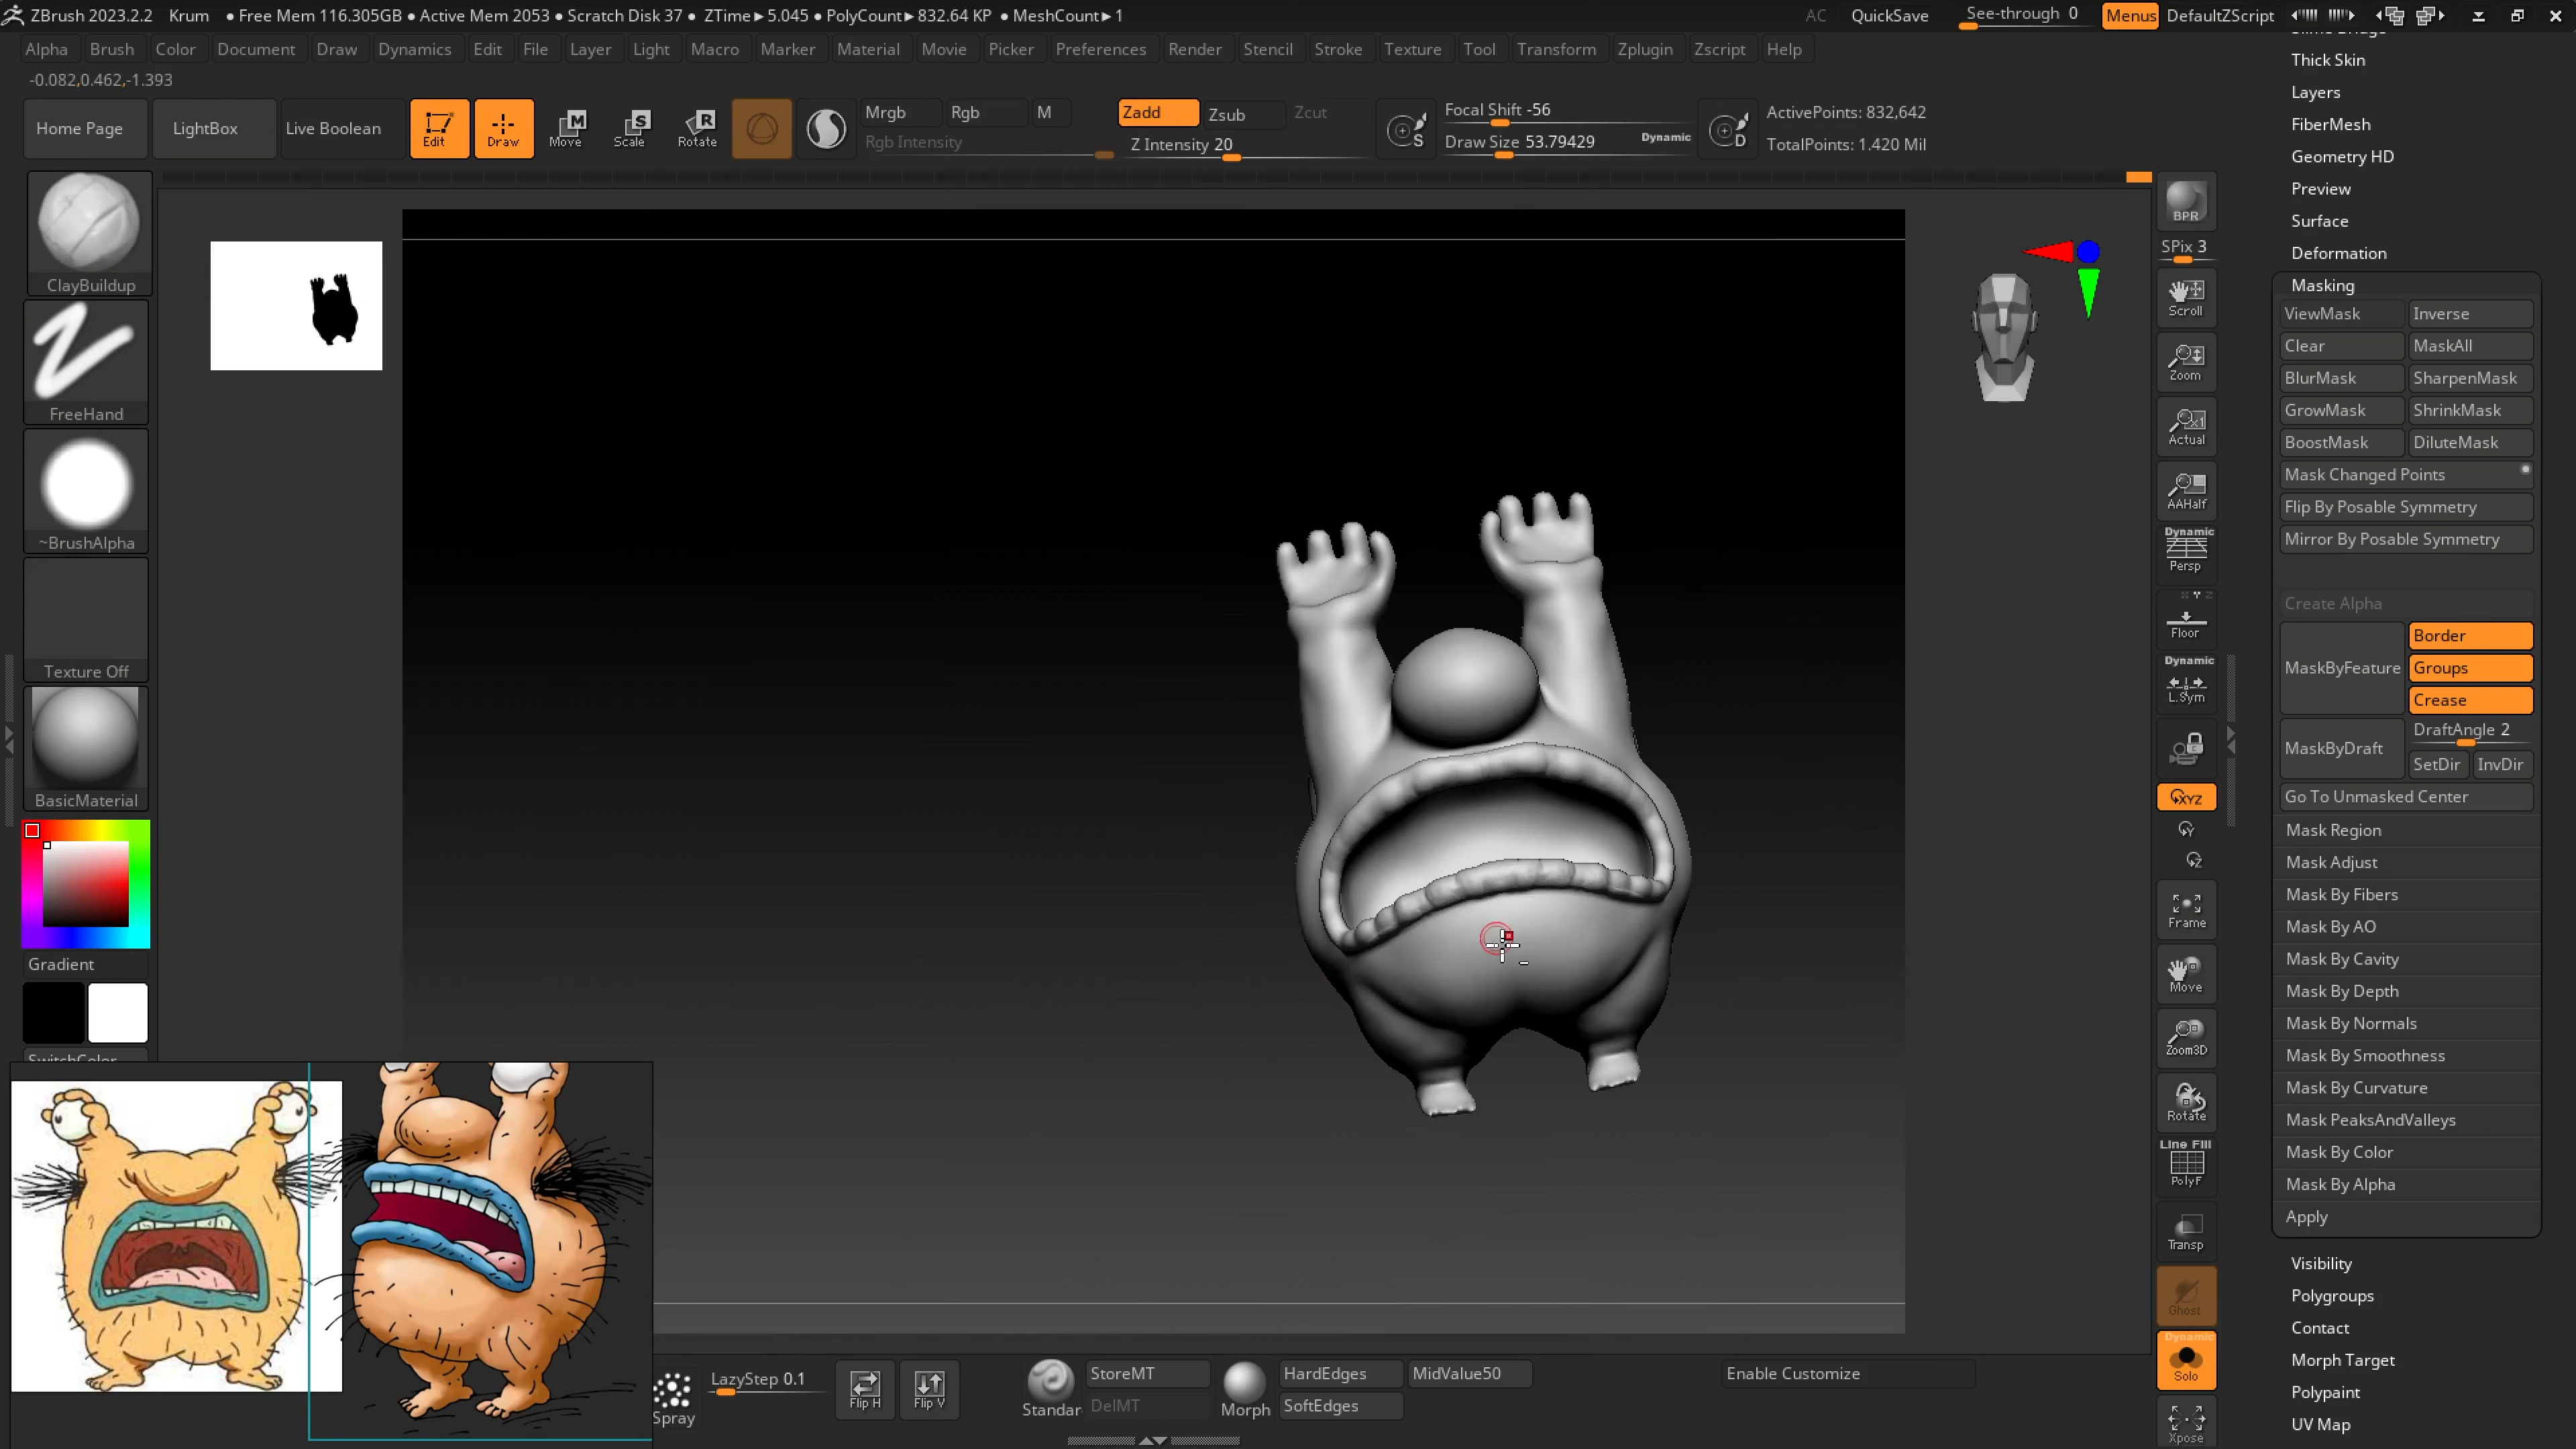 ZBrush 2023.2.2 Krum ● Free Mem 116.305GB ● Active Mem 2053 ● Scratch Disk 37 ● ZTime►5.045 ● PolyCount►832.64 KP ● MeshCount►1
AC QuickSave See-through 0 Menus DefaultZScript
Alpha Brush Color Document Draw Dynamics Edit File Layer Light Macro Marker Material Movie Picker Preferences Render Stencil Stroke Texture Tool Transform Zplugin Zscript Help
-0.082,0.462,-1.393
Home Page LightBox Live Boolean Edit Draw Move Scale Rotate
M S R
Mrgb Rgb M
Rgb Intensity
Zadd Zsub Zcut
Z Intensity 20
S
Focal Shift -56
Draw Size 53.79429 Dynamic
D
ActivePoints: 832,642
TotalPoints: 1.420 Mil
ClayBuildup
FreeHand
~BrushAlpha
Texture Off
BasicMaterial
Gradient
SwitchColor
BPR
SPix 3
Scroll
Zoom
Actual
AAHalf
Dynamic
Persp
Floor
Dynamic
L.Sym
XYZ
Y
Z
Frame
Move
Zoom3D
Rotate
Line Fill
PolyF
Transp
Ghost
Dynamic
Solo
Xpose
Thick Skin
Layers
FiberMesh
Geometry HD
Preview
Surface
Deformation
Masking
ViewMask Inverse
Clear MaskAll
BlurMask SharpenMask
GrowMask ShrinkMask
BoostMask DiluteMask
Mask Changed Points
Flip By Posable Symmetry
Mirror By Posable Symmetry
Create Alpha
MaskByFeature Border
Groups
Crease
MaskByDraft DraftAngle 2
SetDir InvDir
Go To Unmasked Center
Mask Region
Mask Adjust
Mask By Fibers
Mask By AO
Mask By Cavity
Mask By Depth
Mask By Normals
Mask By Smoothness
Mask By Curvature
Mask PeaksAndValleys
Mask By Color
Mask By Alpha
Apply
Visibility
Polygroups
Contact
Morph Target
Polypaint
UV Map
Spray
LazyStep 0.1
Flip H
Flip V
Standar
StoreMT
DelMT
Morph
HardEdges
SoftEdges
MidValue50
Enable Customize